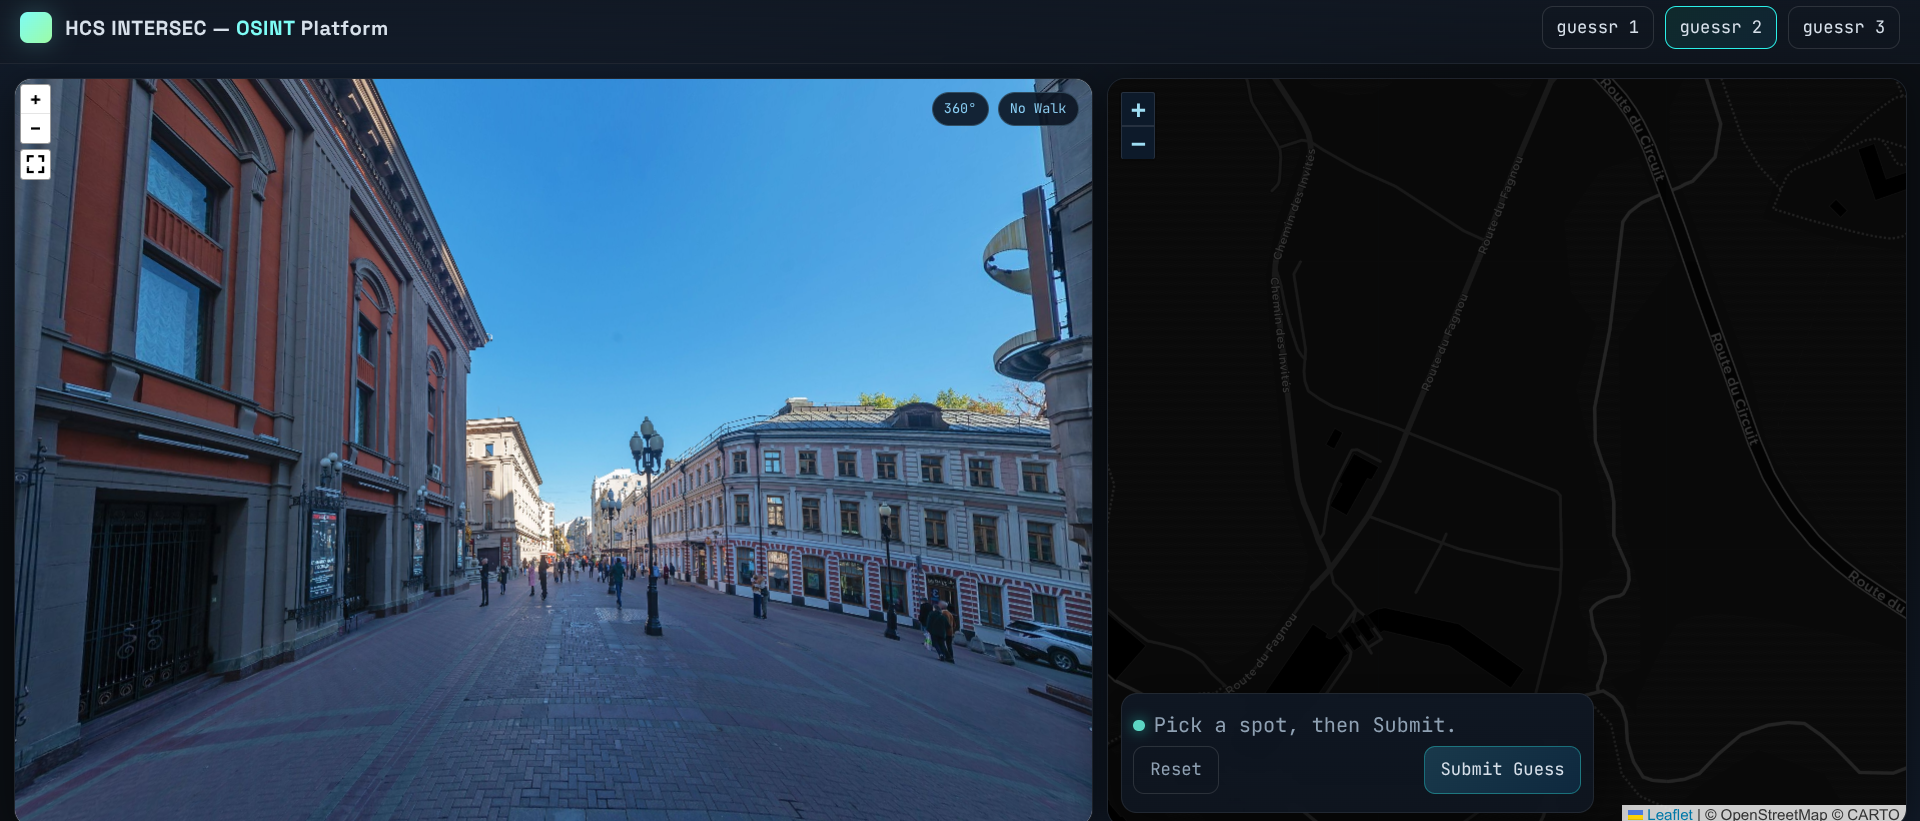 HCS INTERSEC — OSINT Platform
guessr 1
guessr 2
guessr 3
+
−
360°
No Walk
+
−
Route du Circuit
Chemin des Invités
Route du Fagnou
Chemin des Invités
Route du Fagnou
Route du Circuit
Route du
Route du Fagnou
Pick a spot, then Submit.
Reset
Submit Guess
Leaflet | © OpenStreetMap © CARTO